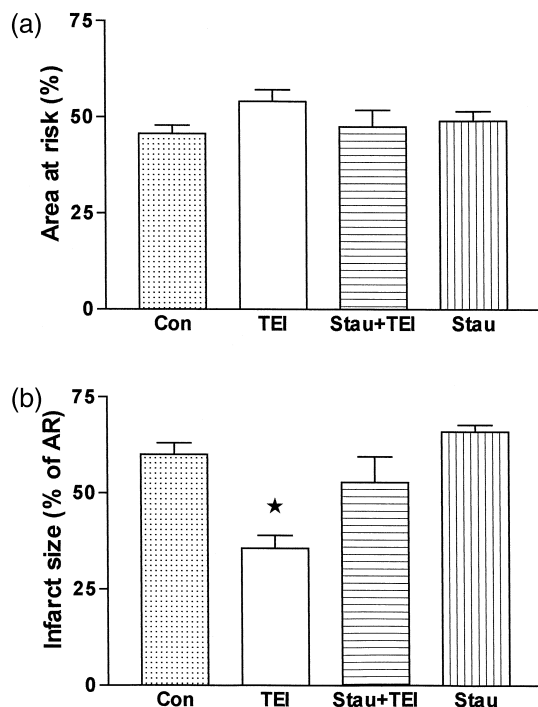 (a)
Area at risk (%)
75
50
25
0
Con TEI Stau+TEI Stau
(b)
Infarct size (% of AR)
75
50
25
0
★
Con TEI Stau+TEI Stau